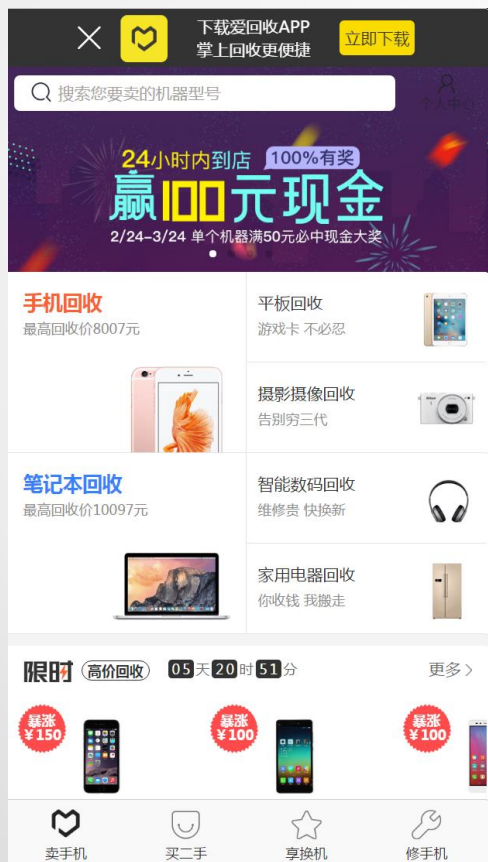 下载爱回收APP
掌上回收更便捷
立即下载
搜索您要卖的机器型号
个人中心
24小时内到店 100%有奖
赢100元现金
2/24-3/24 单个机器满50元必中现金大奖
手机回收
最高回收价8007元
平板回收
游戏卡 不必忍
摄影摄像回收
告别穷三代
笔记本回收
最高回收价10097元
智能数码回收
维修贵 快换新
家用电器回收
你收钱 我搬走
限时 高价回收 05天20时51分 更多
暴涨
¥150
暴涨
¥100
暴涨
¥100
卖手机
买二手
享换机
修手机